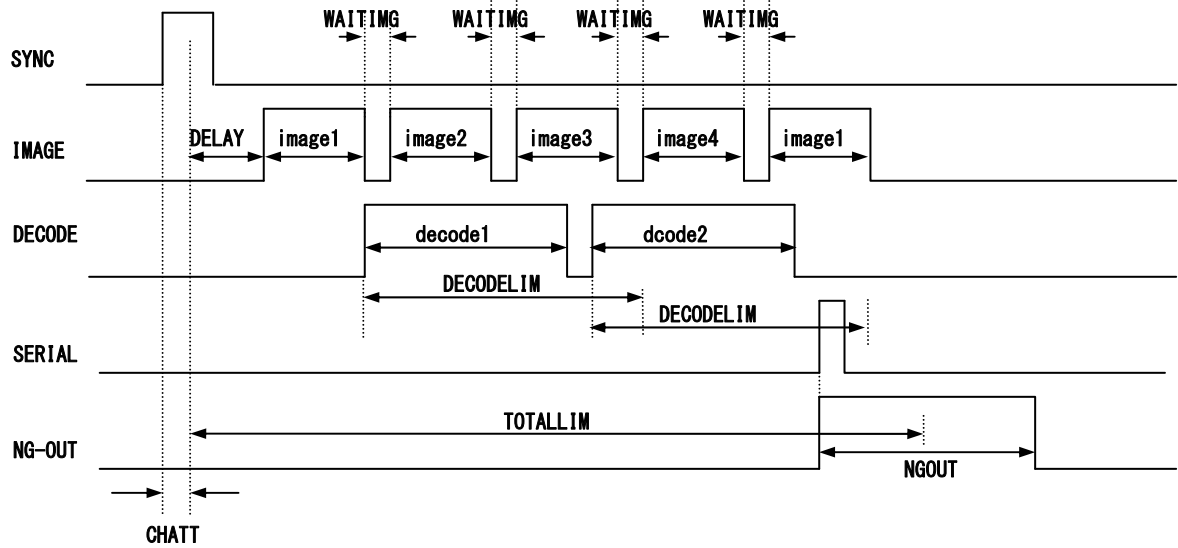 WAITIMG WAITIMG WAITIMG WAITIMG
SYNC
DELAY image1 image2 image3 image4 image1
IMAGE
DECODE decode1 dcode2
DECODELIM
DECODELIM
SERIAL
TOTALLIM
NG-OUT
NGOUT
CHATT